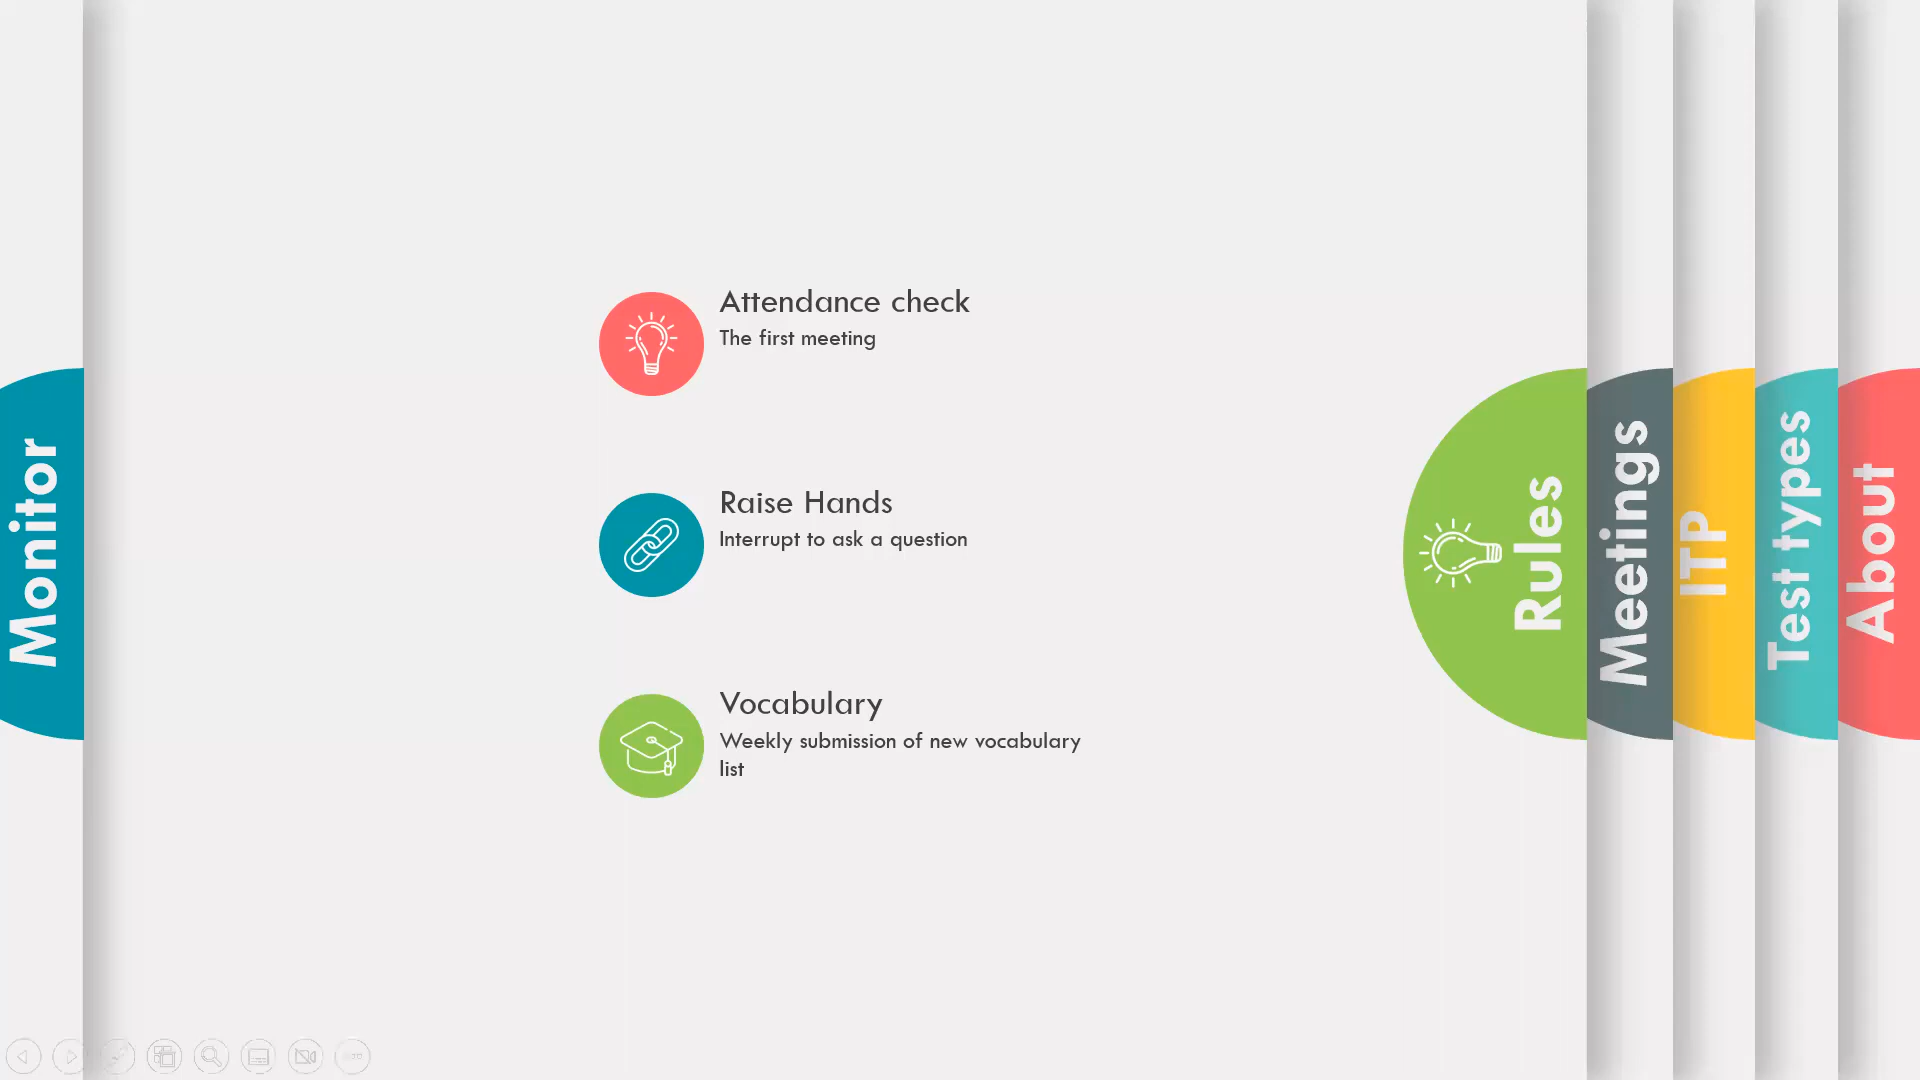 Monitor
Attendance check
The first meeting
Raise Hands
Interrupt to ask a question
Vocabulary
Weekly submission of new vocabulary
list
Rules
Meetings
ITP
Test types
About